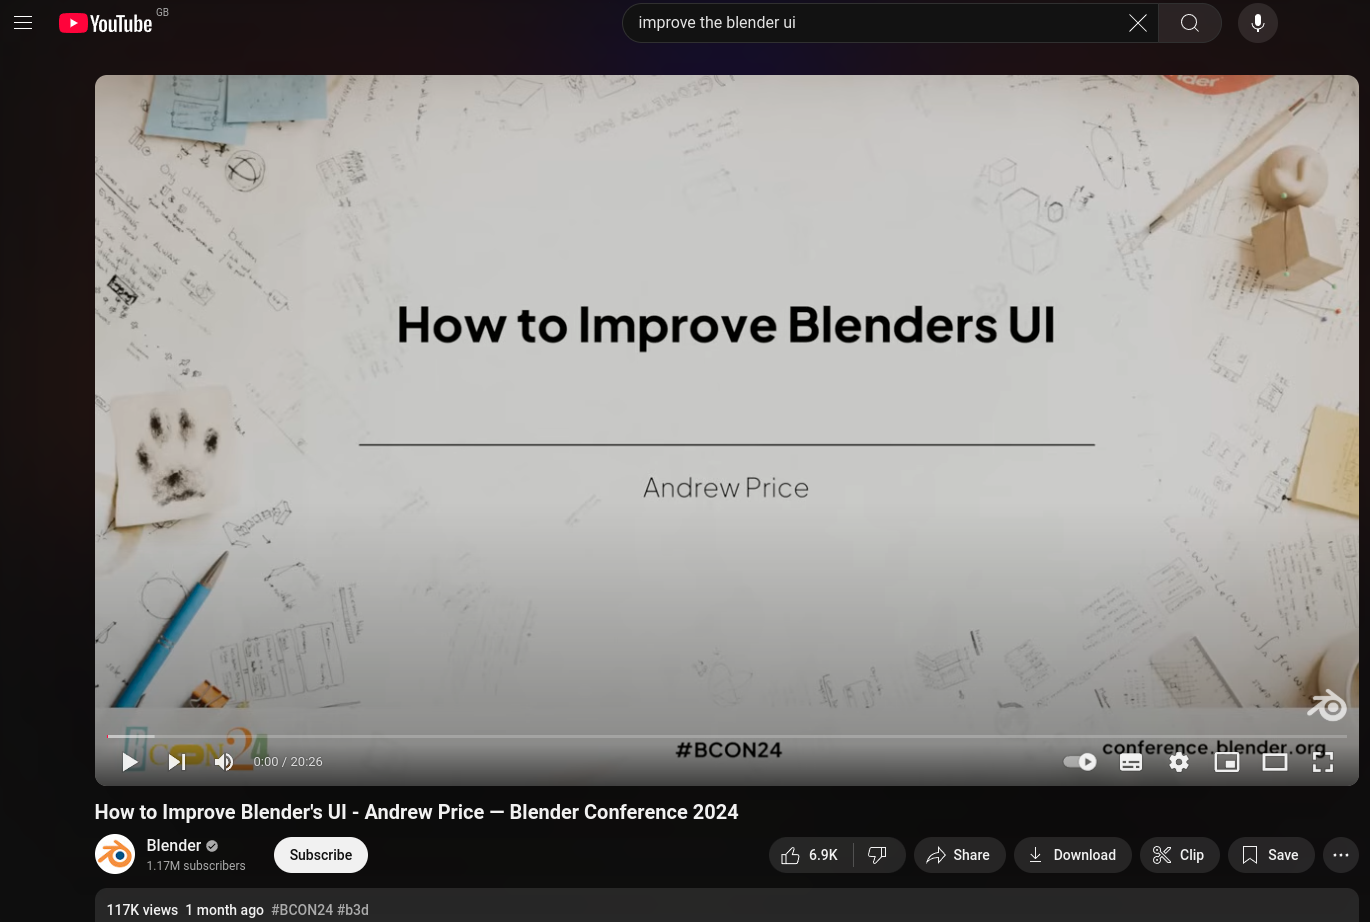 YouTube GB
improve the blender ui
How to Improve Blenders UI
Andrew Price
BCON24
#BCON24
conference.blender.org
0:00 / 20:26
How to Improve Blender's UI - Andrew Price — Blender Conference 2024
Blender
1.17M subscribers
Subscribe
6.9K
Share
Download
Clip
Save
117K views 1 month ago #BCON24 #b3d